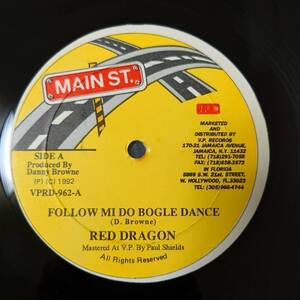 MAIN ST.
MARKETED
AND
DISTRIBUTED BY
V.P. RECORDS
170-21 JAMAICA AVENUE
JAMAICA, N.Y. 11432
TEL: (718) 291-7058
FAX: (718) 658-3573
IN FLORIDA
5889 S.W. 21st. STREET,
W. HOLLYWOOD, FL. 33023
TEL: (305) 966-4744
SIDE A
Produced By
Danny Browne
(P) (C) 1992
VPRD-962-A
FOLLOW MI DO BOGLE DANCE
(D. Browne)
RED DRAGON
Mastered At V.P. By Paul Shields
All Rights Reserved